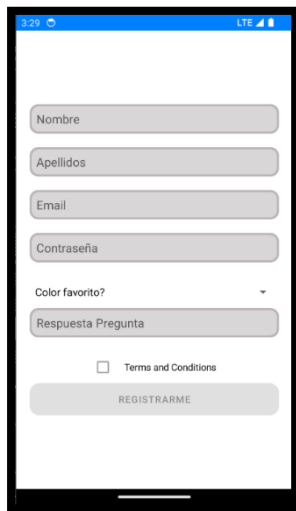 3:29 LTE
Nombre
Apellidos
Email
Contraseña
Color favorito?
Respuesta Pregunta
Terms and Conditions
REGISTRARME